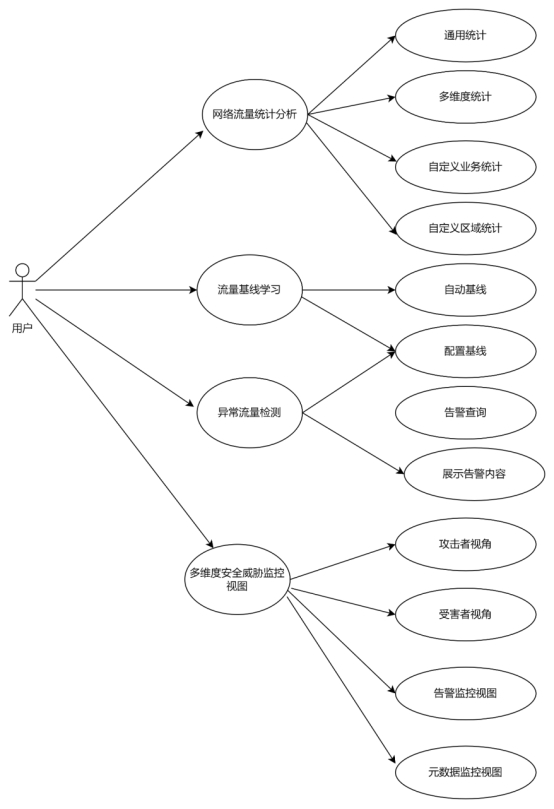 通用统计
网络流量统计分析
多维度统计
自定义业务统计
自定义区域统计
用户
流量基线学习
自动基线
配置基线
异常流量检测
告警查询
展示告警内容
多维度安全威胁监控
视图
攻击者视角
受害者视角
告警监控视图
元数据监控视图